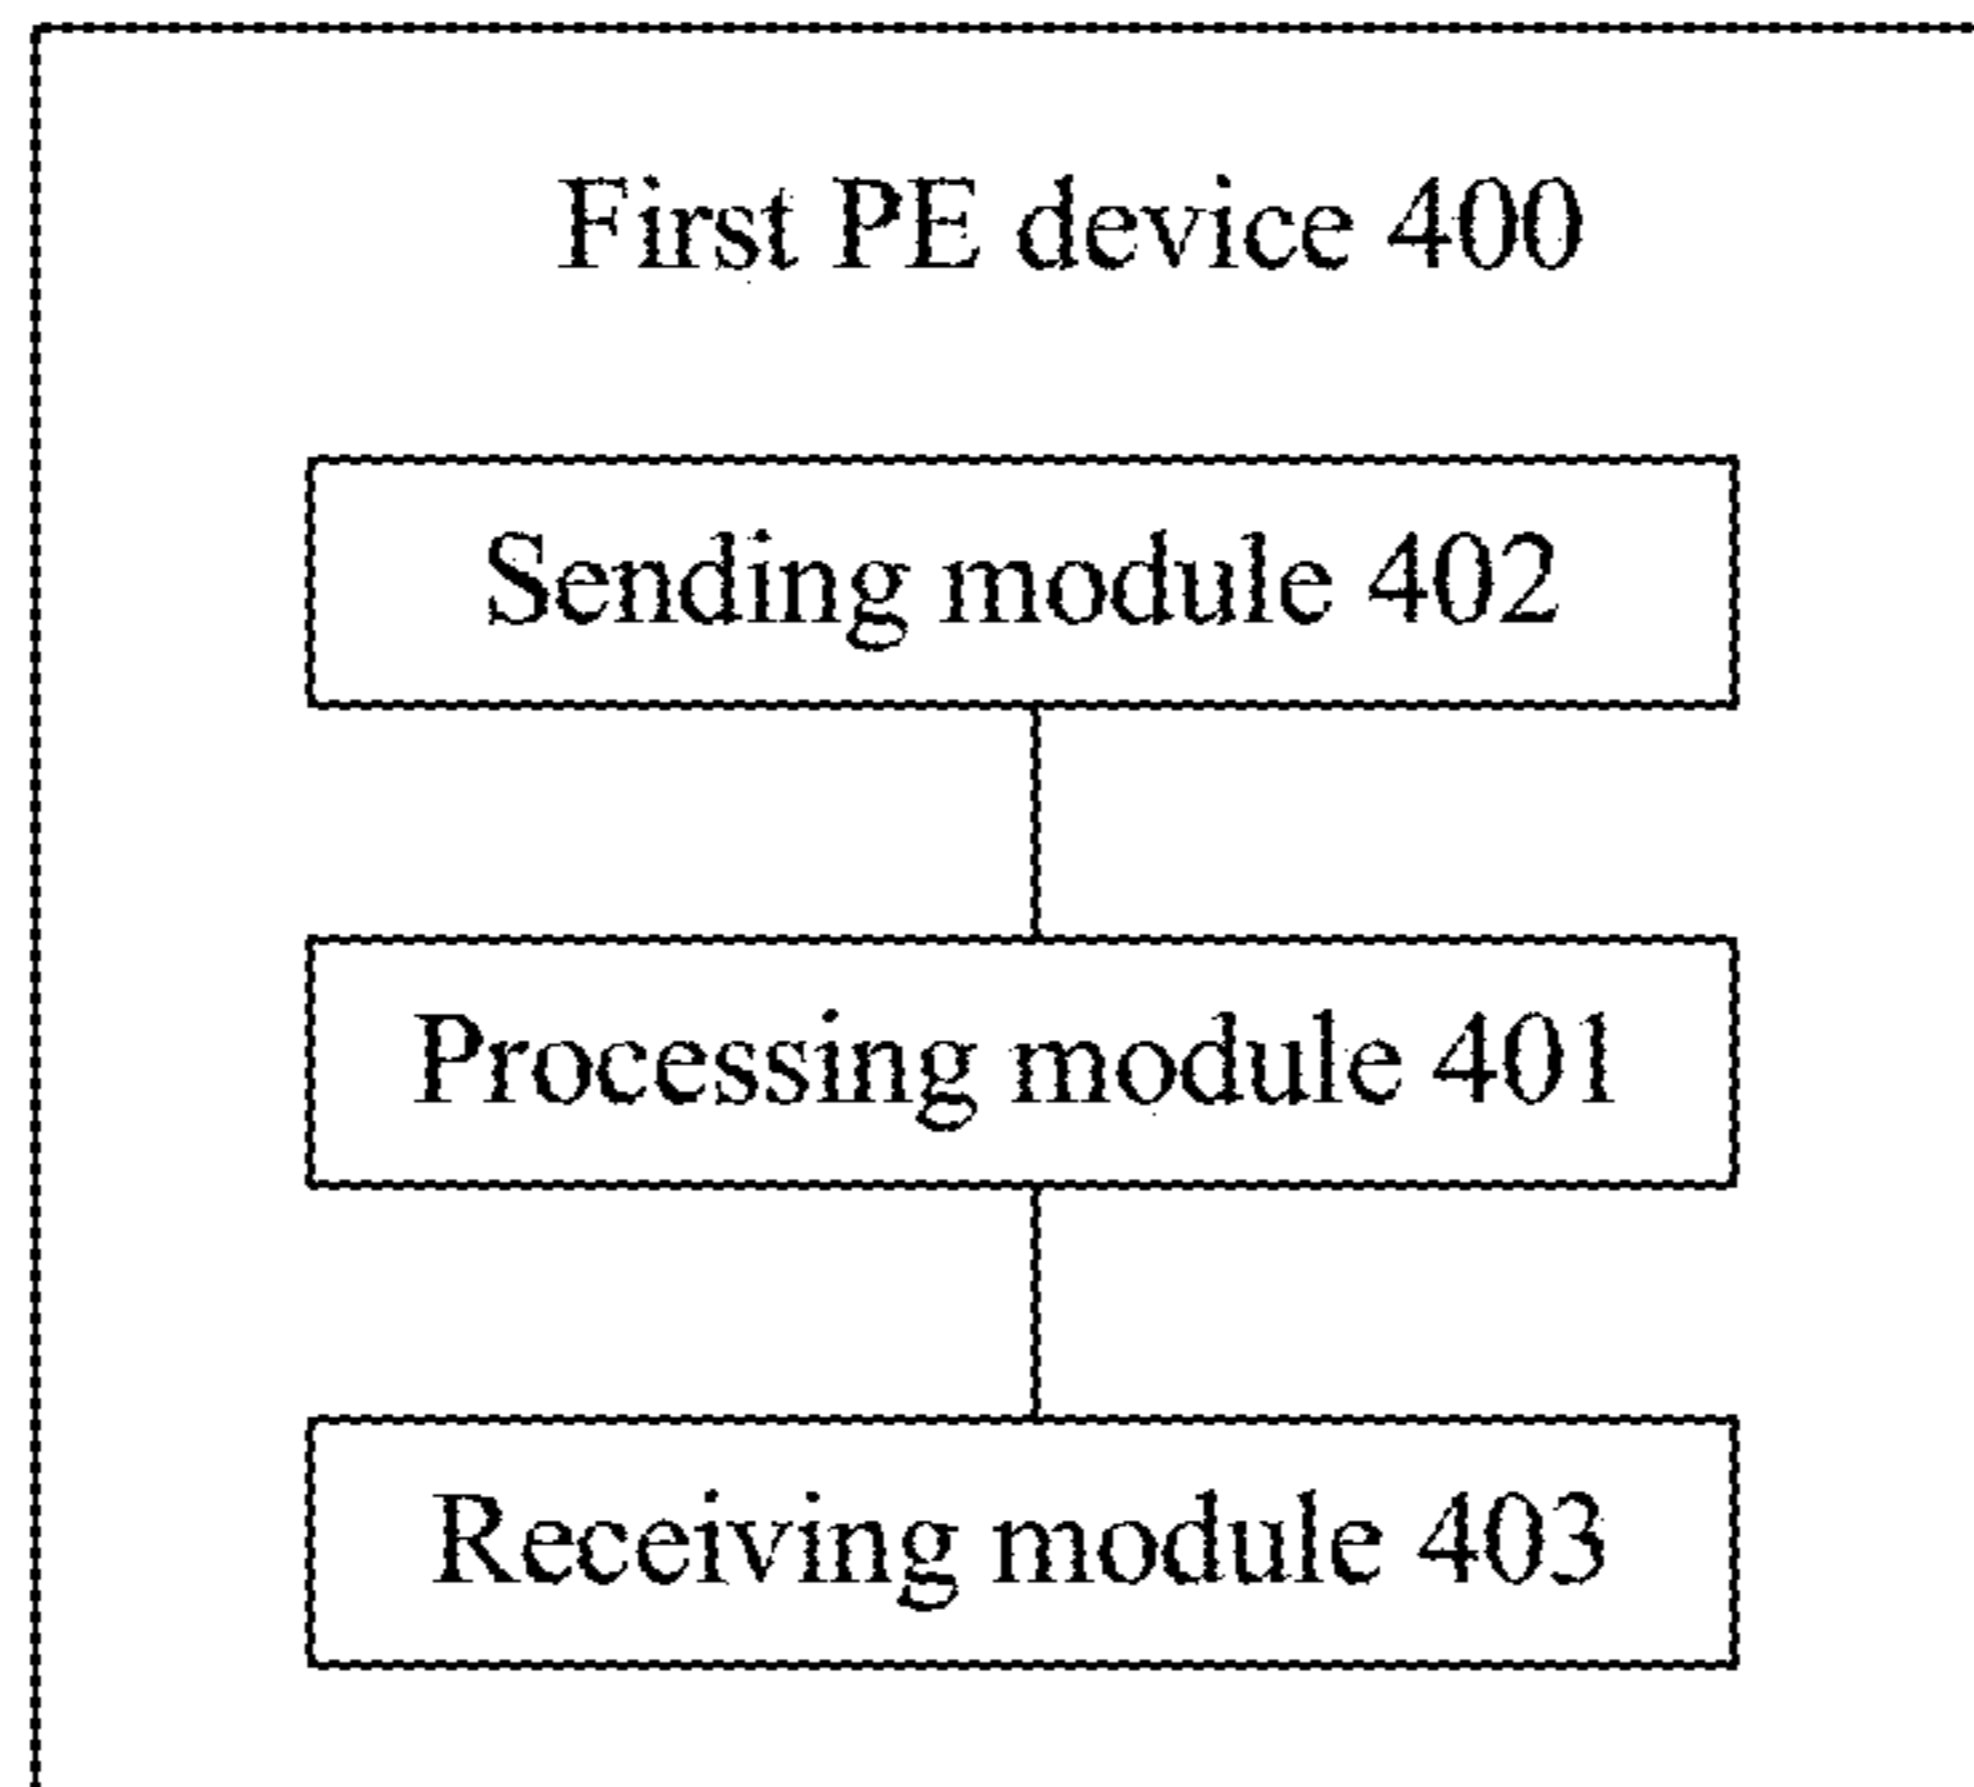 First PE device 400
Sending module 402
Processing module 401
Receiving module 403